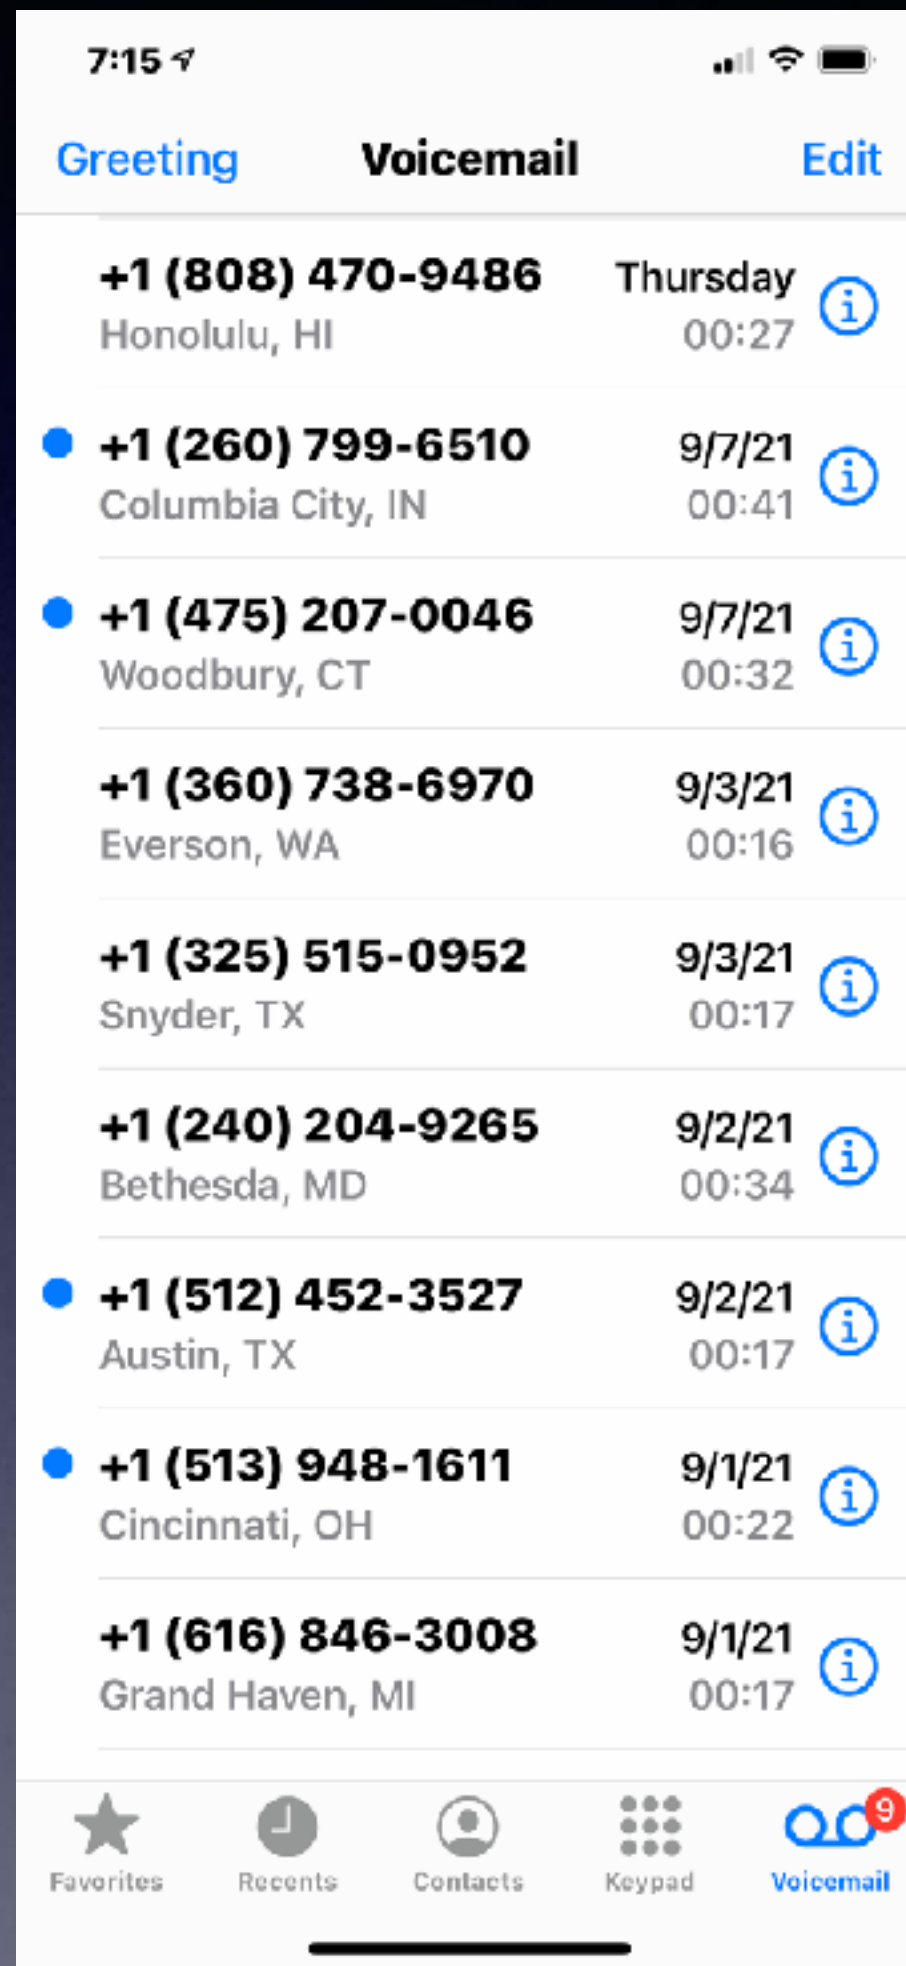 7:15
Greeting Voicemail Edit
+1 (808) 470-9486 Thursday
Honolulu, HI 00:27
+1 (260) 799-6510 9/7/21
Columbia City, IN 00:41
+1 (475) 207-0046 9/7/21
Woodbury, CT 00:32
+1 (360) 738-6970 9/3/21
Everson, WA 00:16
+1 (325) 515-0952 9/3/21
Snyder, TX 00:17
+1 (240) 204-9265 9/2/21
Bethesda, MD 00:34
+1 (512) 452-3527 9/2/21
Austin, TX 00:17
+1 (513) 948-1611 9/1/21
Cincinnati, OH 00:22
+1 (616) 846-3008 9/1/21
Grand Haven, MI 00:17
9
Favorites Recents Contacts Keypad Voicemail